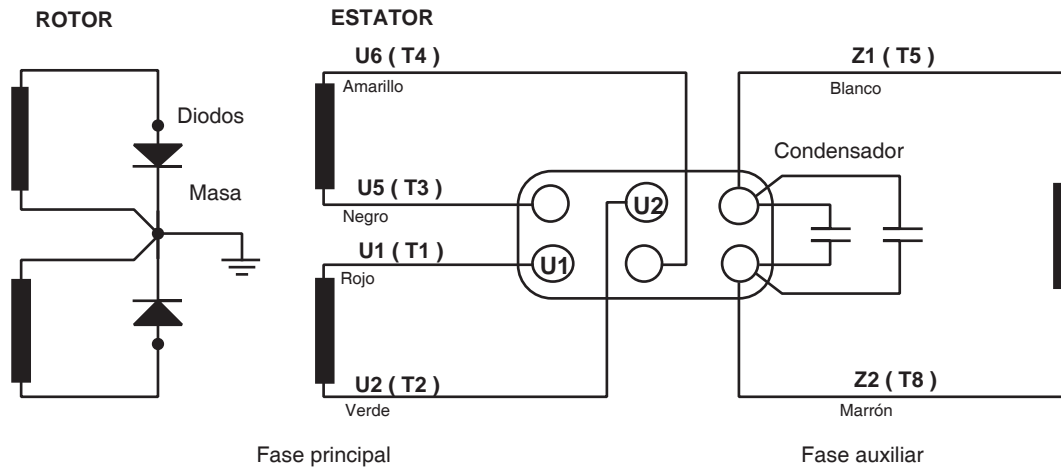 ROTOR
ESTATOR
U6 ( T4 )
Amarillo
Z1 ( T5 )
Blanco
Diodos
Condensador
Masa
U5 ( T3 )
Negro
U2
U1 ( T1 )
Rojo
U1
U2 ( T2 )
Verde
Z2 ( T8 )
Marrón
Fase principal
Fase auxiliar